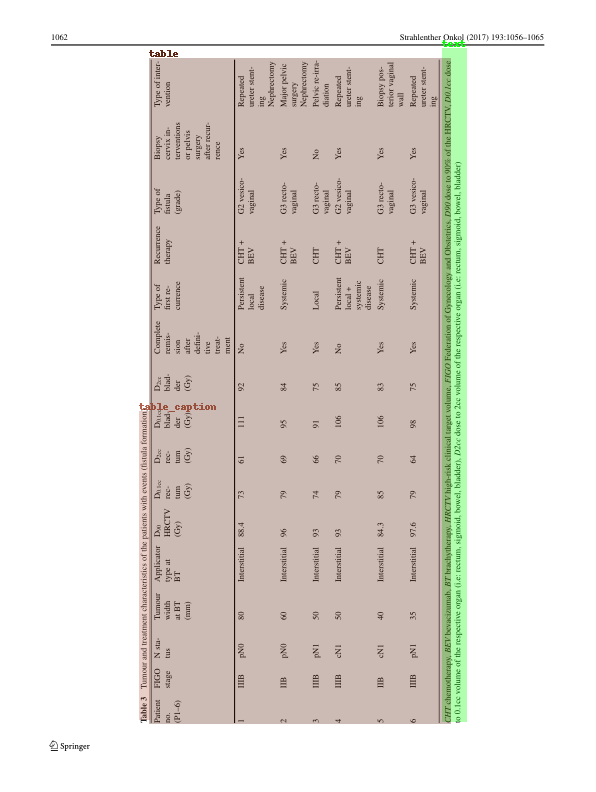 1062
Strahlenther Onkol (2017) 193:1056–1065
table
text
table_caption
Table 3 Tumour and treatment characteristics of the patients with events (fistula formation)
Patient no. (P1–6) FIGO stage N status Tumour width at BT (mm) Applicator type at BT D90 HRCTV (Gy) D0.1cc rectum (Gy) D2cc rectum (Gy) D0.1cc bladder (Gy) D2cc bladder (Gy) Complete remission after definitive treatment Type of first recurrence Recurrence therapy Type of fistula (grade) Biopsy cervix interventions or pelvis surgery after recurrence Type of intervention
1 IIIB pN0 80 Interstitial 88.4 73 61 111 92 No Persistent local disease CHT + BEV G2 vesico-vaginal Yes Repeated ureter stenting Nephrectomy
2 IIB pN0 60 Interstitial 96 79 69 95 84 Yes Systemic CHT + BEV G3 recto-vaginal Yes Major pelvic surgery Nephrectomy
3 IIIB pN1 50 Interstitial 93 74 66 91 75 Yes Local CHT G3 recto-vaginal No Pelvic re-irradiation
4 IIIB cN1 50 Interstitial 93 79 70 106 85 No Persistent local + systemic disease CHT + BEV G2 vesico-vaginal Yes Repeated ureter stenting
5 IIB cN1 40 Interstitial 84.3 85 70 106 83 Yes Systemic CHT G3 recto-vaginal Yes Biopsy posterior vaginal wall
6 IIIB pN1 35 Interstitial 97.6 79 64 98 75 Yes Systemic CHT + BEV G3 vesico-vaginal Yes Repeated ureter stenting
CHT chemotherapy, BEV bevacizumab, BT brachytherapy, HRCTV high-risk clinical target volume, FIGO Federation of Gynecology and Obstetrics, D90 dose to 90% of the HRCTV, D0.1cc dose
to 0.1cc volume of the respective organ (i.e: rectum, sigmoid, bowel, bladder), D2cc dose to 2cc volume of the respective organ (i.e: rectum, sigmoid, bowel, bladder)
Springer